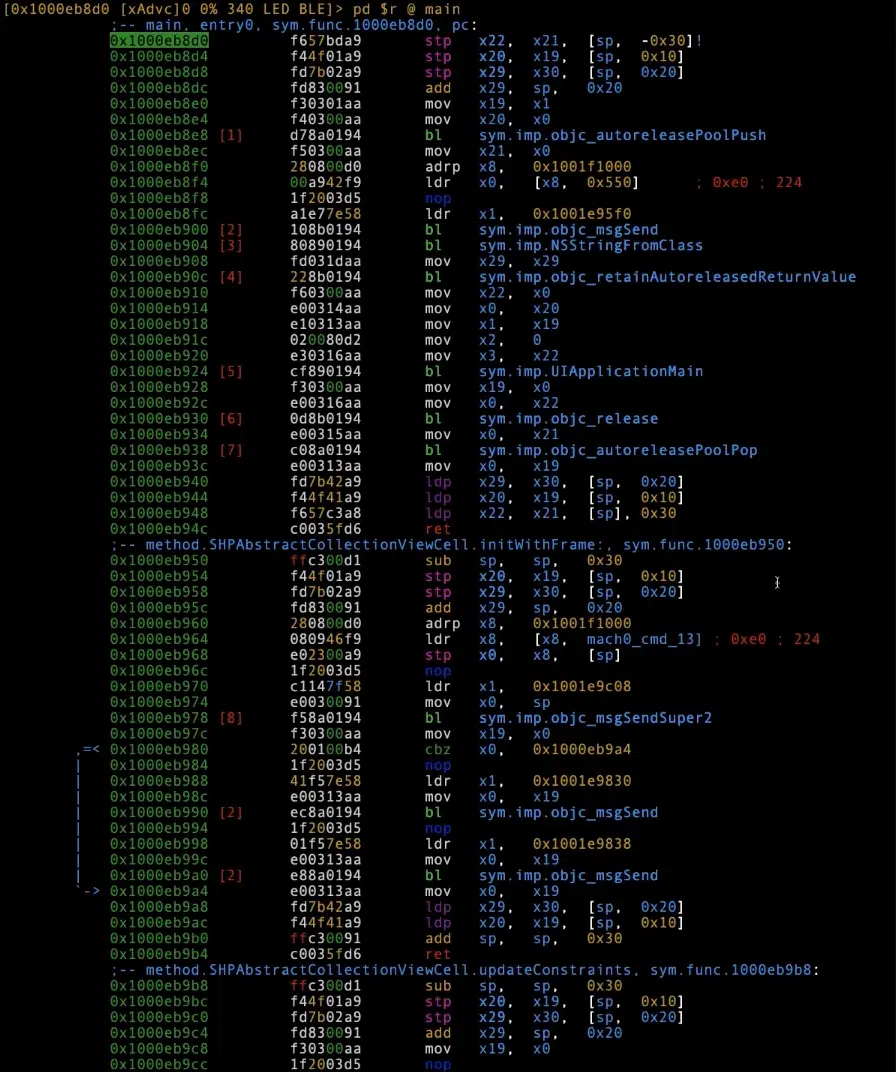 [0x1000eb8d0 [xAdvc]0 0% 340 LED BLE]> pd $r @ main
;-- main, entry0, sym.func.1000eb8d0, pc:
0x1000eb8d0 f657bda9 stp x22, x21, [sp, -0x30]!
0x1000eb8d4 f44f01a9 stp x20, x19, [sp, 0x10]
0x1000eb8d8 fd7b02a9 stp x29, x30, [sp, 0x20]
0x1000eb8dc fd830091 add x29, sp, 0x20
0x1000eb8e0 f30301aa mov x19, x1
0x1000eb8e4 f40300aa mov x20, x0
0x1000eb8e8 [1] d78a0194 bl sym.imp.objc_autoreleasePoolPush
0x1000eb8ec f50300aa mov x21, x0
0x1000eb8f0 280800d0 adrp x8, 0x1001f1000
0x1000eb8f4 00a942f9 ldr x0, [x8, 0x550] ; 0xe0 ; 224
0x1000eb8f8 1f2003d5 nop
0x1000eb8fc a1e77e58 ldr x1, 0x1001e95f0
0x1000eb900 [2] 108b0194 bl sym.imp.objc_msgSend
0x1000eb904 [3] 80890194 bl sym.imp.NSStringFromClass
0x1000eb908 fd031daa mov x29, x29
0x1000eb90c [4] 228b0194 bl sym.imp.objc_retainAutoreleasedReturnValue
0x1000eb910 f60300aa mov x22, x0
0x1000eb914 e00314aa mov x0, x20
0x1000eb918 e10313aa mov x1, x19
0x1000eb91c 020080d2 mov x2, 0
0x1000eb920 e30316aa mov x3, x22
0x1000eb924 [5] cf890194 bl sym.imp.UIApplicationMain
0x1000eb928 f30300aa mov x19, x0
0x1000eb92c e00316aa mov x0, x22
0x1000eb930 [6] 0d8b0194 bl sym.imp.objc_release
0x1000eb934 e00315aa mov x0, x21
0x1000eb938 [7] c08a0194 bl sym.imp.objc_autoreleasePoolPop
0x1000eb93c e00313aa mov x0, x19
0x1000eb940 fd7b42a9 ldp x29, x30, [sp, 0x20]
0x1000eb944 f44f41a9 ldp x20, x19, [sp, 0x10]
0x1000eb948 f657c3a8 ldp x22, x21, [sp], 0x30
0x1000eb94c c0035fd6 ret
;-- method.SHPAbstractCollectionViewCell.initWithFrame:, sym.func.1000eb950:
0x1000eb950 ffc300d1 sub sp, sp, 0x30
0x1000eb954 f44f01a9 stp x20, x19, [sp, 0x10]
0x1000eb958 fd7b02a9 stp x29, x30, [sp, 0x20]
0x1000eb95c fd830091 add x29, sp, 0x20
0x1000eb960 280800d0 adrp x8, 0x1001f1000
0x1000eb964 080946f9 ldr x8, [x8, mach0_cmd_13] ; 0xe0 ; 224
0x1000eb968 e02300a9 stp x0, x8, [sp]
0x1000eb96c 1f2003d5 nop
0x1000eb970 c1147f58 ldr x1, 0x1001e9c08
0x1000eb974 e0030091 mov x0, sp
0x1000eb978 [8] f58a0194 bl sym.imp.objc_msgSendSuper2
0x1000eb97c f30300aa mov x19, x0
,=< 0x1000eb980 200100b4 cbz x0, 0x1000eb9a4
| 0x1000eb984 1f2003d5 nop
| 0x1000eb988 41f57e58 ldr x1, 0x1001e9830
| 0x1000eb98c e00313aa mov x0, x19
| 0x1000eb990 [2] ec8a0194 bl sym.imp.objc_msgSend
| 0x1000eb994 1f2003d5 nop
| 0x1000eb998 01f57e58 ldr x1, 0x1001e9838
| 0x1000eb99c e00313aa mov x0, x19
| 0x1000eb9a0 [2] e88a0194 bl sym.imp.objc_msgSend
`-> 0x1000eb9a4 e00313aa mov x0, x19
0x1000eb9a8 fd7b42a9 ldp x29, x30, [sp, 0x20]
0x1000eb9ac f44f41a9 ldp x20, x19, [sp, 0x10]
0x1000eb9b0 ffc30091 add sp, sp, 0x30
0x1000eb9b4 c0035fd6 ret
;-- method.SHPAbstractCollectionViewCell.updateConstraints, sym.func.1000eb9b8:
0x1000eb9b8 ffc300d1 sub sp, sp, 0x30
0x1000eb9bc f44f01a9 stp x20, x19, [sp, 0x10]
0x1000eb9c0 fd7b02a9 stp x29, x30, [sp, 0x20]
0x1000eb9c4 fd830091 add x29, sp, 0x20
0x1000eb9c8 f30300aa mov x19, x0
0x1000eb9cc 1f2003d5 nop